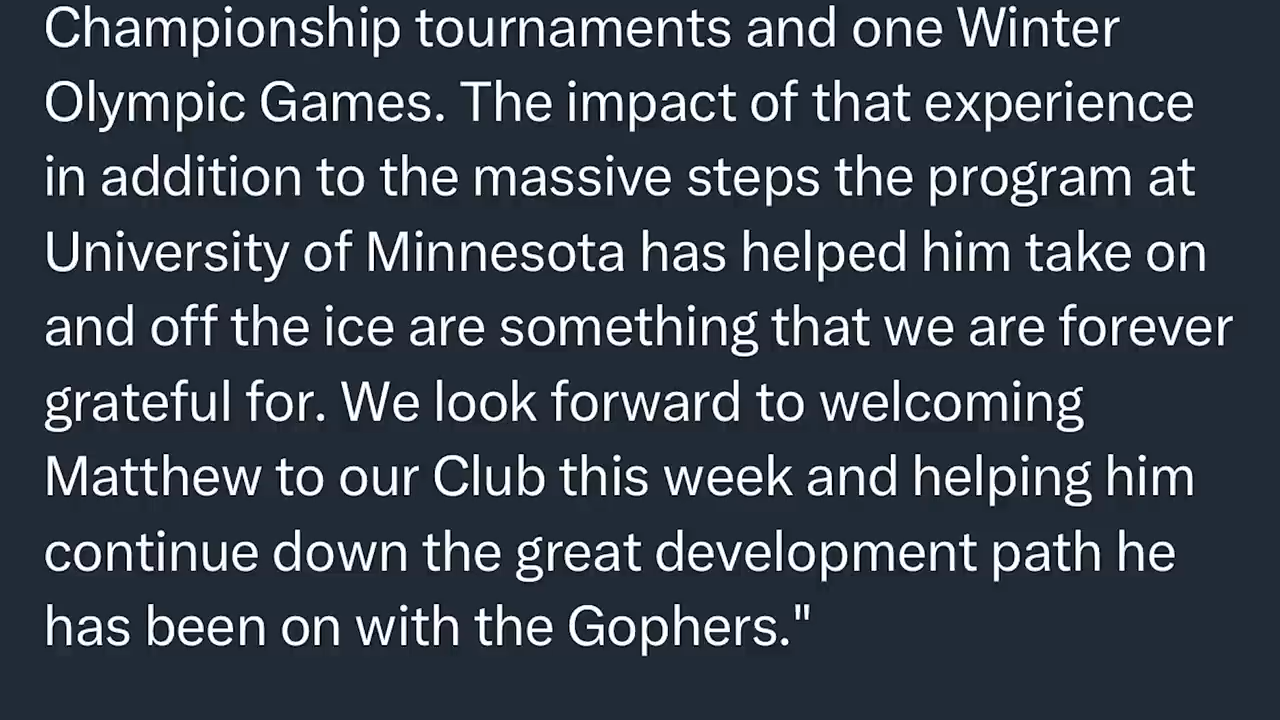 Championship tournaments and one Winter
Olympic Games. The impact of that experience
in addition to the massive steps the program at
University of Minnesota has helped him take on
and off the ice are something that we are forever
grateful for. We look forward to welcoming
Matthew to our Club this week and helping him
continue down the great development path he
has been on with the Gophers."